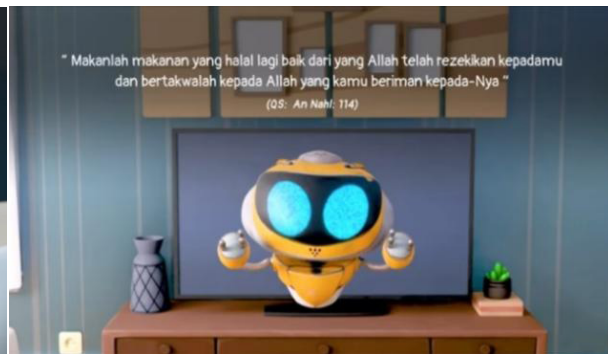 " Makanlah makanan yang halal lagi baik dari yang Allah telah rezekikan kepadamu
dan bertakwalah kepada Allah yang kamu beriman kepada-Nya "
(QS: An Nahl: 114)